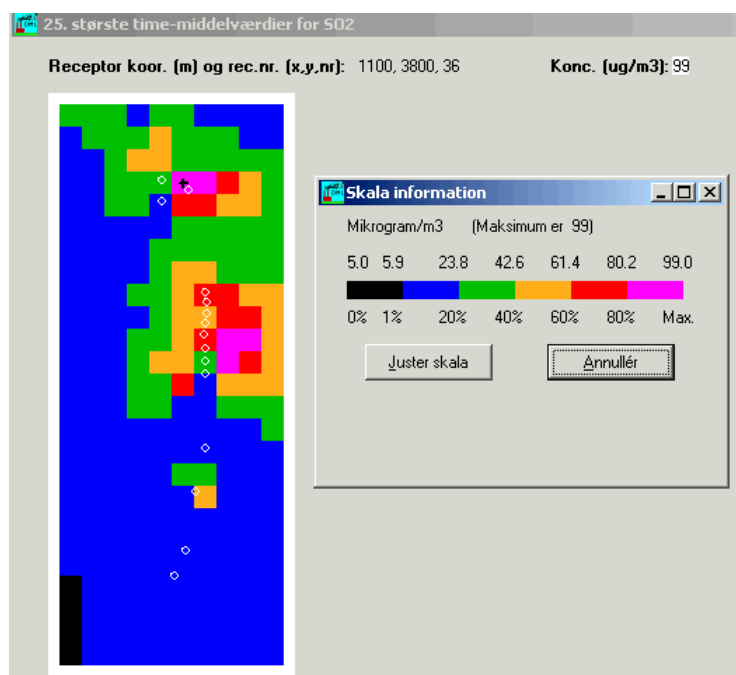 25. største time-middelværdier for SO2
Receptor koor. (m) og rec.nr. (x,y,nr): 1100, 3800, 36 Konc. (ug/m3): 99
Skala information
Mikrogram/m3 (Maksimum er 99)
5.0 5.9 23.8 42.6 61.4 80.2 99.0
0% 1% 20% 40% 60% 80% Max.
Juster skala Annullér